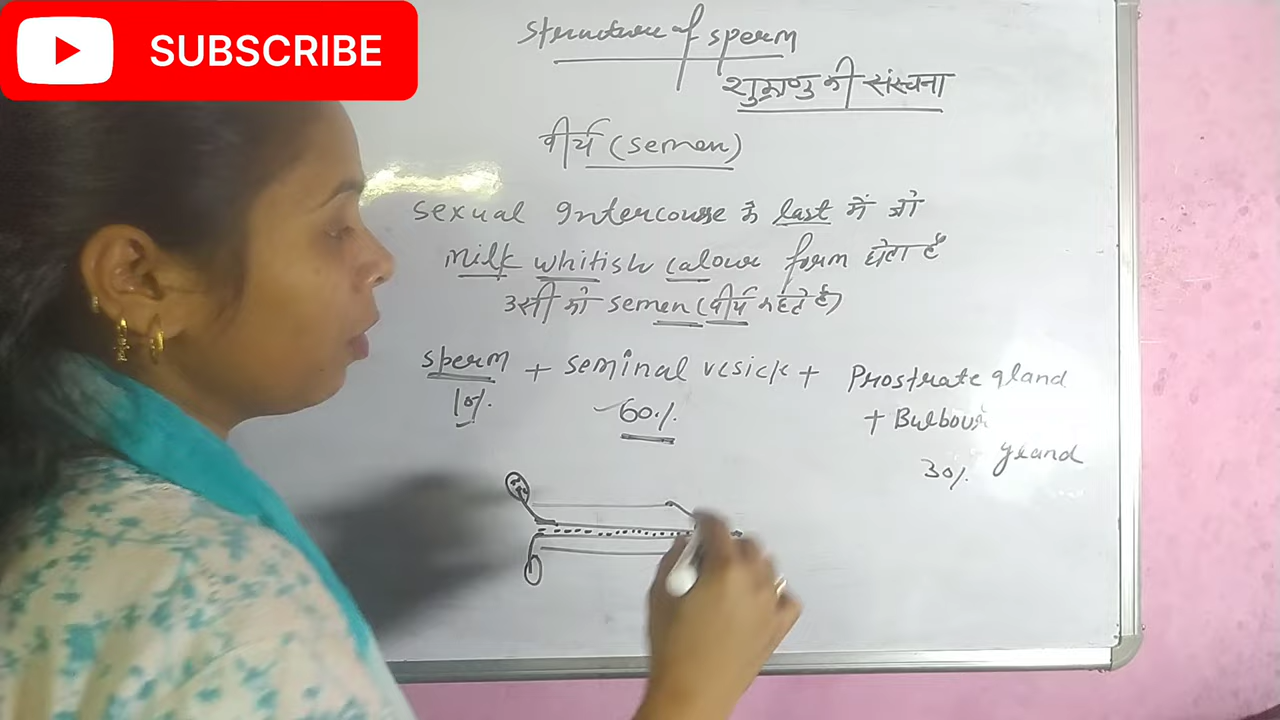 SUBSCRIBE
Structure of sperm
शुक्राणु की संरचना
वीर्य (semen)
sexual Intercourse के last में जो
milk whitish calour form होता है
उसी को semen (वीर्य कहते है)
sperm + seminal vesicle + Prostrate gland
+ Bulbour
gland
10%. 60%. 30%.